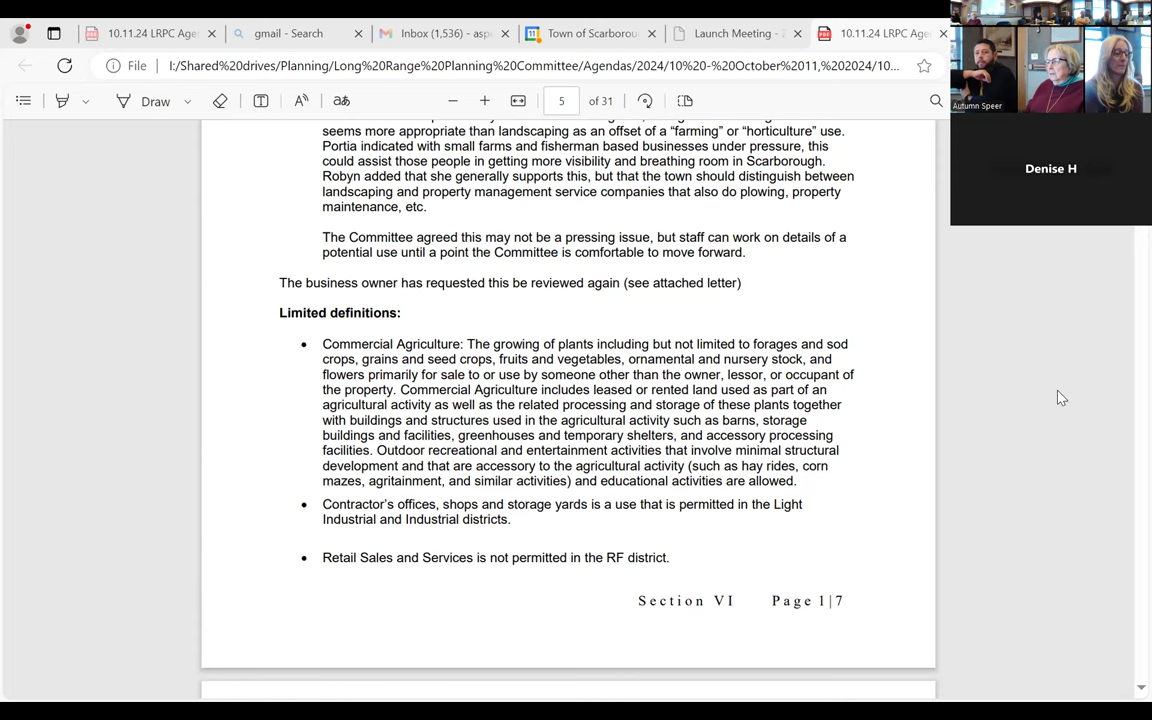 10.11.24 LRPC Age
gmail - Search
Inbox (1,536) - asp
Town of Scarborou
Launch Meeting - Z
10.11.24 LRPC Age
File
I:/Shared%20drives/Planning/Long%20Range%20Planning%20Committee/Agendas/2024/10%20-%20October%2011,%202024/10...
Draw
5 of 31
seems more appropriate than landscaping as an offset of a “farming” or “horticulture” use.
Portia indicated with small farms and fisherman based businesses under pressure, this
could assist those people in getting more visibility and breathing room in Scarborough.
Robyn added that she generally supports this, but that the town should distinguish between
landscaping and property management service companies that also do plowing, property
maintenance, etc.
The Committee agreed this may not be a pressing issue, but staff can work on details of a
potential use until a point the Committee is comfortable to move forward.
The business owner has requested this be reviewed again (see attached letter)
Limited definitions:
• Commercial Agriculture: The growing of plants including but not limited to forages and sod
crops, grains and seed crops, fruits and vegetables, ornamental and nursery stock, and
flowers primarily for sale to or use by someone other than the owner, lessor, or occupant of
the property. Commercial Agriculture includes leased or rented land used as part of an
agricultural activity as well as the related processing and storage of these plants together
with buildings and structures used in the agricultural activity such as barns, storage
buildings and facilities, greenhouses and temporary shelters, and accessory processing
facilities. Outdoor recreational and entertainment activities that involve minimal structural
development and that are accessory to the agricultural activity (such as hay rides, corn
mazes, agritainment, and similar activities) and educational activities are allowed.
• Contractor’s offices, shops and storage yards is a use that is permitted in the Light
Industrial and Industrial districts.
• Retail Sales and Services is not permitted in the RF district.
Section VI Page 1|7
Autumn Speer
Denise H